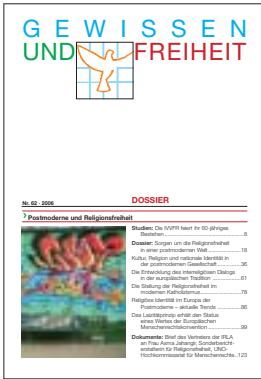 GEWISSEN
UND FREIHEIT
Nr. 62 - 2006
DOSSIER
Postmoderne und Religionsfreiheit
Studien: Die IVVFR feiert ihr 60-jähriges
Bestehen 8
Dossier: Sorgen um die Religionsfreiheit
in einer postmodernen Welt 18
Kultur, Religion und nationale Identität in
der postmodernen Gesellschaft 36
Die Entwicklung des interreligiösen Dialogs
in der europäischen Tradition 61
Die Stellung der Religionsfreiheit im
modernen Katholizismus 76
Religiöse Identität im Europa der
Postmoderne – aktuelle Trends 86
Das Laizitätprinzip erhält den Status
eines Wertes der Europäischen
Menschenrechtskonvention 99
Dokumente: Brief des Vertreters der IRLA
an Frau Asma Jahangir, Sonderbericht-
erstatterin für Religionsfreiheit, UNO-
Hochkommissariat für Menschenrechte..123